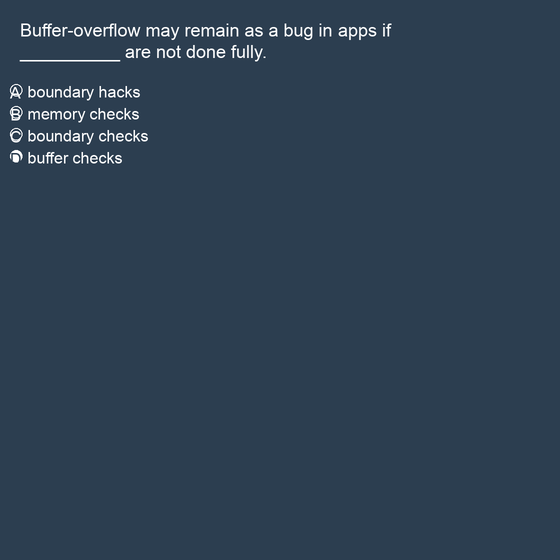 Buffer-overflow may remain as a bug in apps if
__________ are not done fully.
A boundary hacks
B memory checks
C boundary checks
D buffer checks